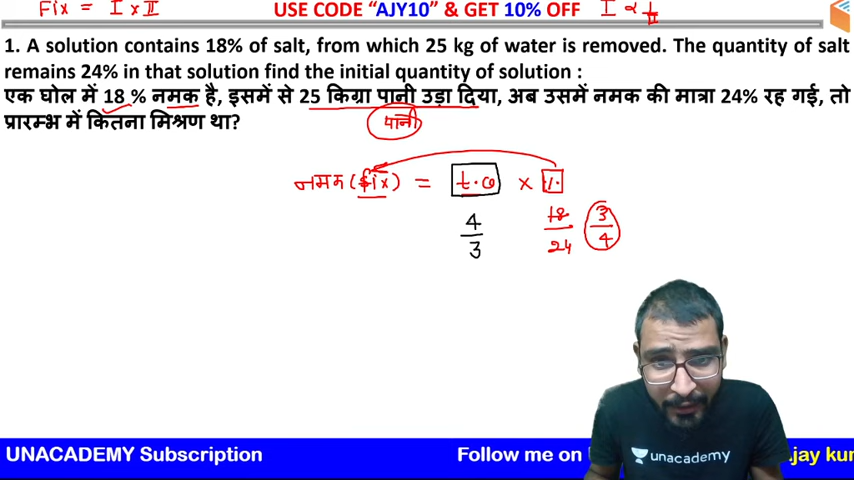 Fix = I x II
USE CODE "AJY10" & GET 10% OFF
I ∝ 1/II
1. A solution contains 18% of salt, from which 25 kg of water is removed. The quantity of salt
remains 24% in that solution find the initial quantity of solution :
एक घोल में 18 % नमक है, इसमें से 25 किग्रा पानी उड़ा दिया, अब उसमें नमक की मात्रा 24% रह गई, तो
प्रारम्भ में कितना मिश्रण था?
पानी
नमक (fix) = t.Q × %
4/3
18/24
3/4
unacademy
UNACADEMY Subscription
Follow me on
ajay kur